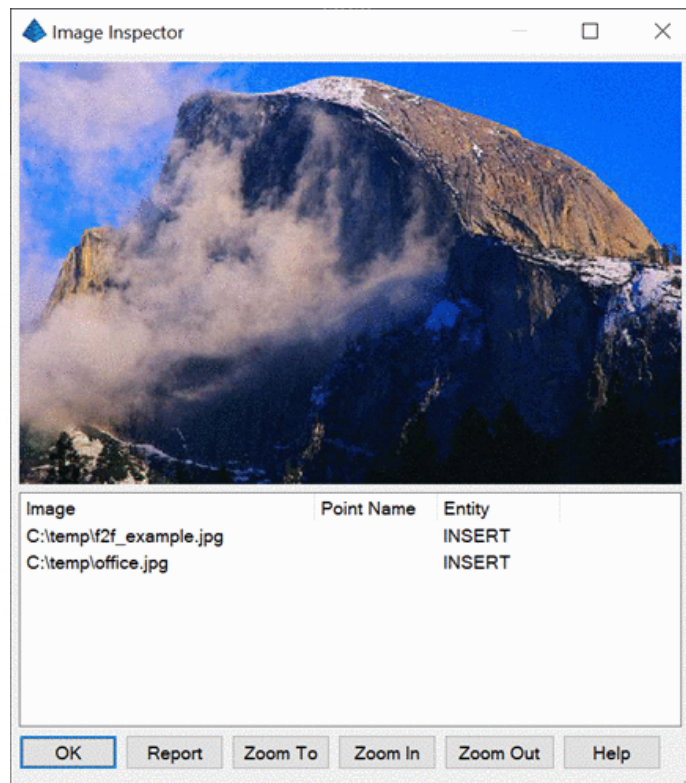 Image Inspector
Image Point Name Entity
C:\temp\f2f_example.jpg INSERT
C:\temp\office.jpg INSERT
OK Report Zoom To Zoom In Zoom Out Help